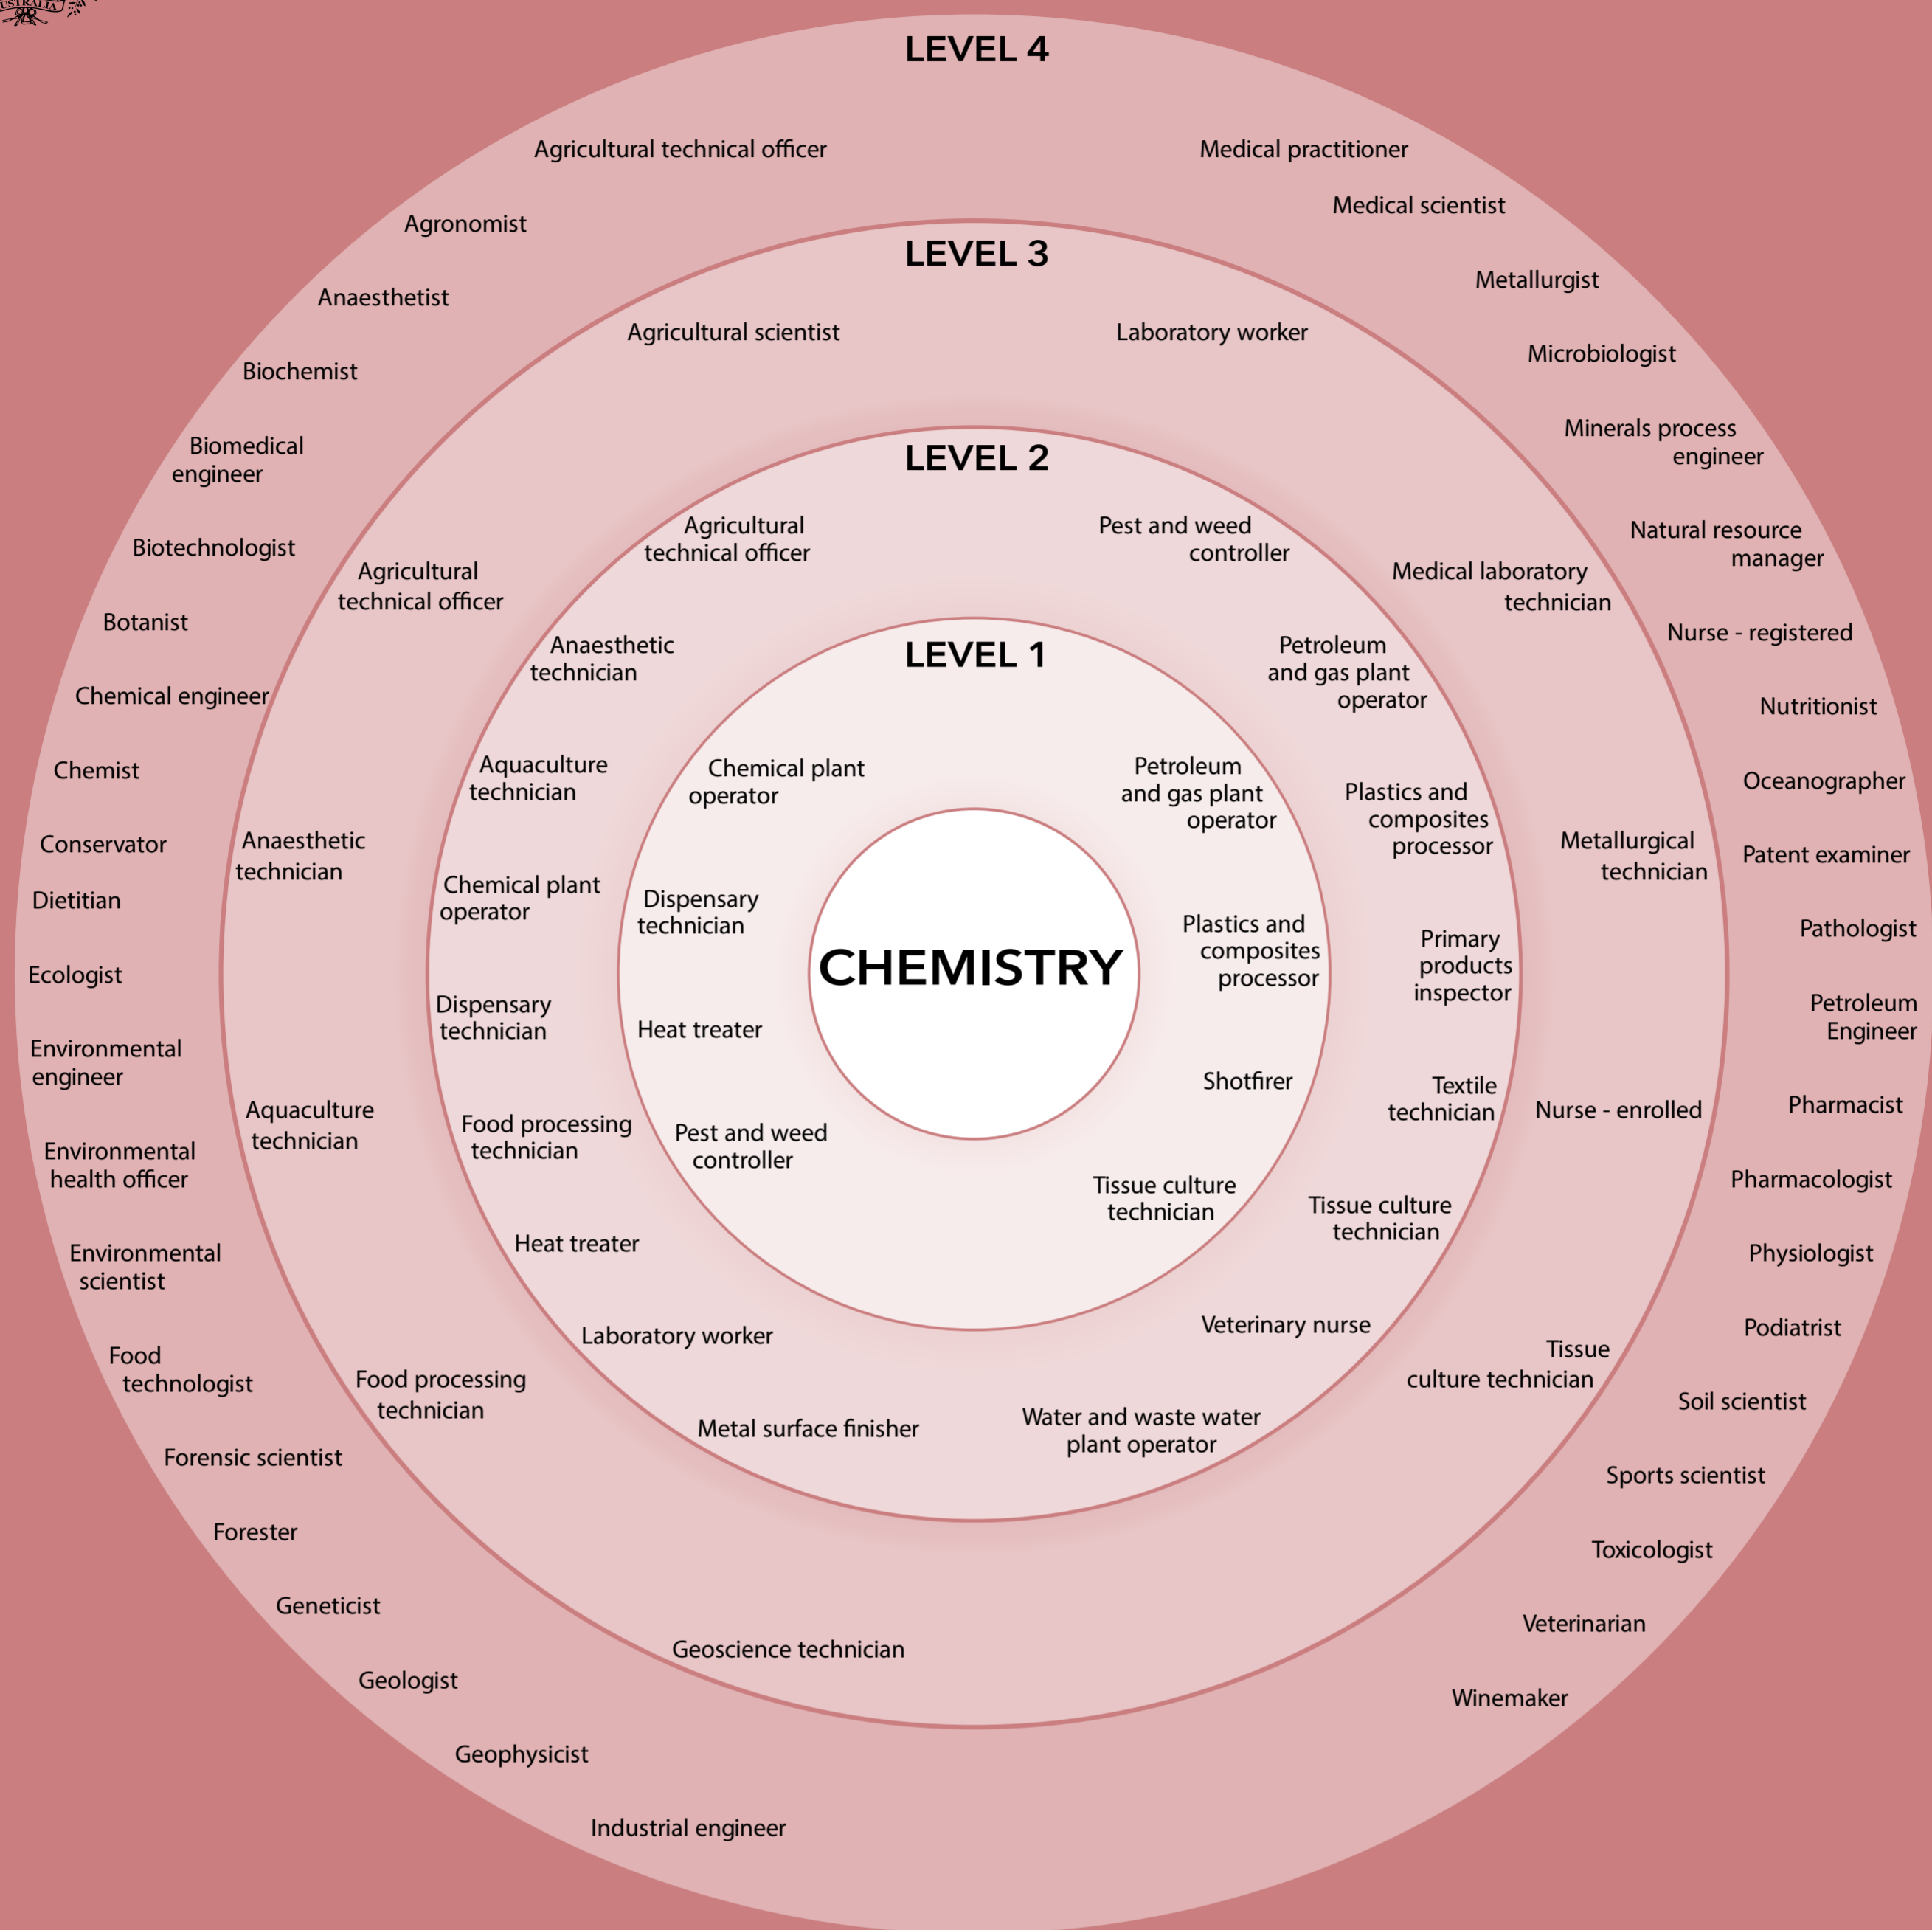 USTRALIA
LEVEL 4
Agricultural technical officer
Agronomist
Anaesthetist
Biochemist
Biomedical
engineer
Biotechnologist
Botanist
Chemical engineer
Chemist
Conservator
Dietitian
Ecologist
Environmental
engineer
Environmental
health officer
Environmental
scientist
Food
technologist
Forensic scientist
Forester
Geneticist
Geologist
Geophysicist
Industrial engineer
Medical practitioner
Medical scientist
Metallurgist
Microbiologist
Minerals process
engineer
Natural resource
manager
Nurse - registered
Nutritionist
Oceanographer
Patent examiner
Pathologist
Petroleum
Engineer
Pharmacist
Pharmacologist
Physiologist
Podiatrist
Soil scientist
Sports scientist
Toxicologist
Veterinarian
Winemaker
LEVEL 3
Agricultural scientist
Agricultural
technical officer
Anaesthetic
technician
Aquaculture
technician
Food processing
technician
Geoscience technician
Laboratory worker
Medical laboratory
technician
Metallurgical
technician
Nurse - enrolled
Tissue
culture technician
LEVEL 2
Agricultural
technical officer
Anaesthetic
technician
Aquaculture
technician
Chemical plant
operator
Dispensary
technician
Food processing
technician
Heat treater
Laboratory worker
Metal surface finisher
Pest and weed
controller
Petroleum
and gas plant
operator
Plastics and
composites
processor
Primary
products
inspector
Textile
technician
Tissue culture
technician
Veterinary nurse
Water and waste water
plant operator
LEVEL 1
Chemical plant
operator
Dispensary
technician
Heat treater
Pest and weed
controller
Petroleum
and gas plant
operator
Plastics and
composites
processor
Shotfirer
Tissue culture
technician
CHEMISTRY